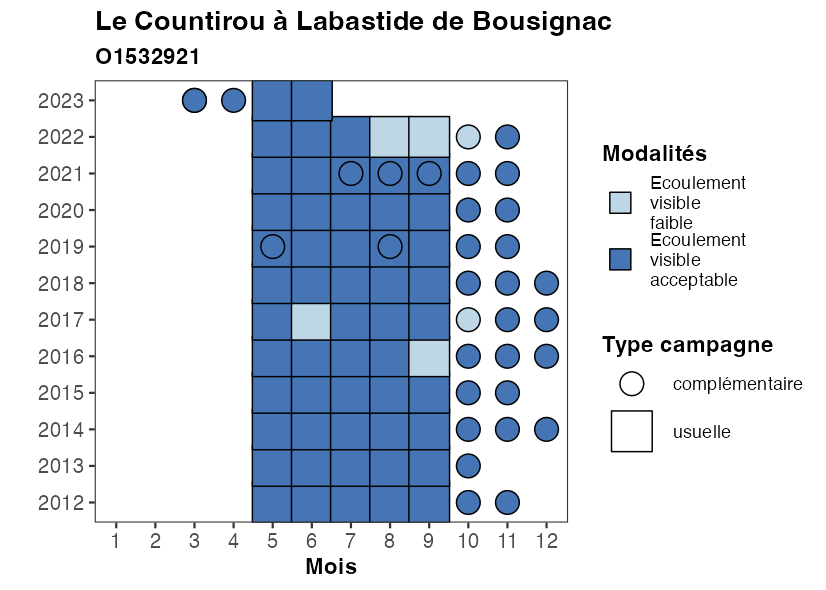 Le Countirou à Labastide de Bousignac
O1532921
2023
2022
2021
2020
2019
2018
2017
2016
2015
2014
2013
2012
1 2 3 4 5 6 7 8 9 10 11 12
Mois
Modalités
Ecoulement
visible
faible
Ecoulement
visible
acceptable
Type campagne
complémentaire
usuelle